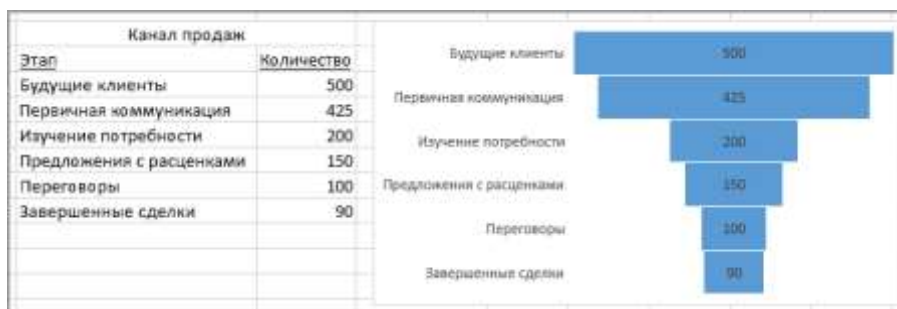 Канал продаж
Этап Количество
Будущие клиенты 500
Первичная коммуникация 425
Изучение потребности 200
Предложения с расценками 150
Переговоры 100
Завершенные сделки 90
Будущие клиенты 500
Первичная коммуникация 425
Изучение потребности 200
Предложения с расценками 150
Переговоры 100
Завершенные сделки 90